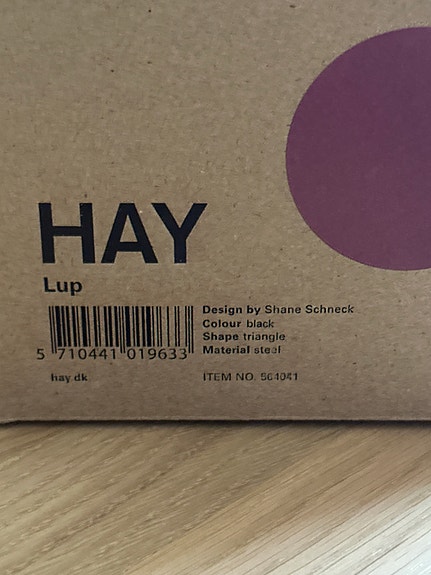 HAY
Lup
Design by Shane Schneck
Colour black
Shape triangle
Material steel
5 710441 019633
hay dk
ITEM NO. 504041